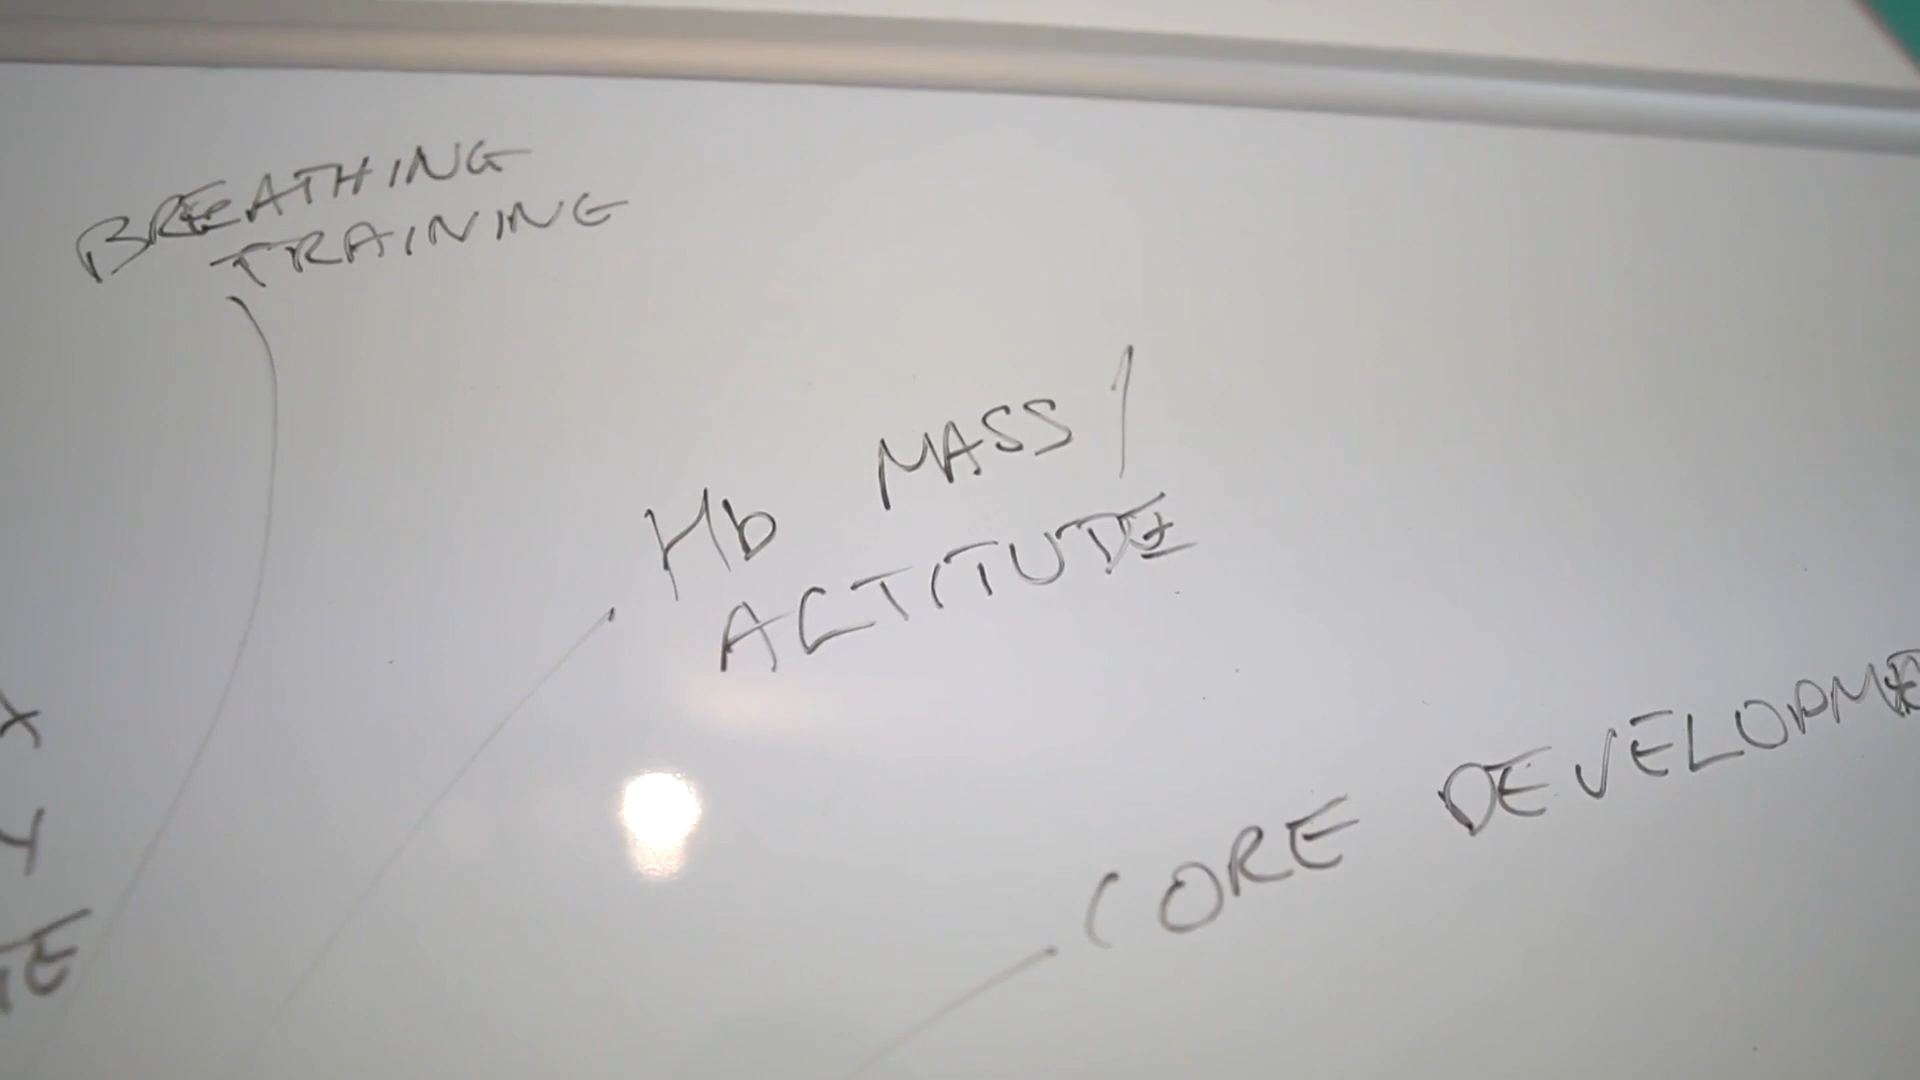 BREATHING
TRAINING
Hb MASS/
ALTITUDE
CORE DEVELOPME